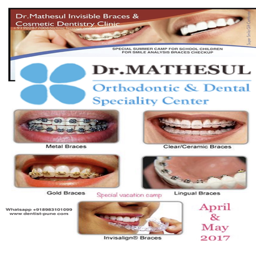 Dr.Mathesul Invisible Braces &
Cosmetic Dentistry Clinic
SPECIAL SUMMER CAMP FOR SCHOOL CHILDREN
FOR SMILE ANALYSIS BRACES CHECKUP
Dr.MATHESUL
Orthodontic & Dental
Speciality Center
Metal Braces
Clear/Ceramic Braces
Gold Braces
Special vacation camp
Lingual Braces
Whatsapp +918983101099
www.dentist-pune.com
Invisalign® Braces
April
&
May
2017